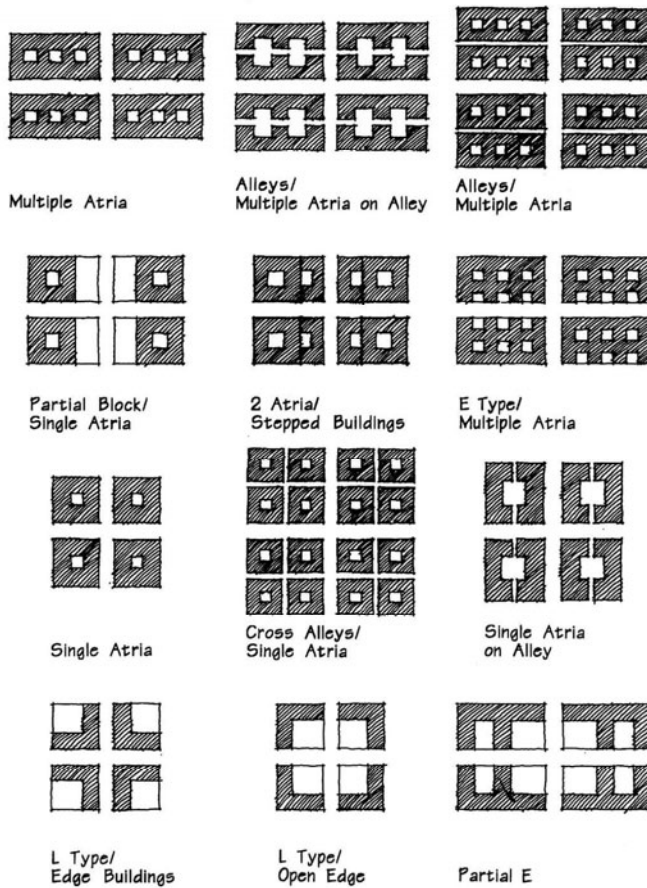 Multiple Atria
Alleys/
Multiple Atria on Alley
Alleys/
Multiple Atria
Partial Block/
Single Atria
2 Atria/
Stepped Buildings
E Type/
Multiple Atria
Single Atria
Cross Alleys/
Single Atria
Single Atria
on Alley
L Type/
Edge Buildings
L Type/
Open Edge
Partial E